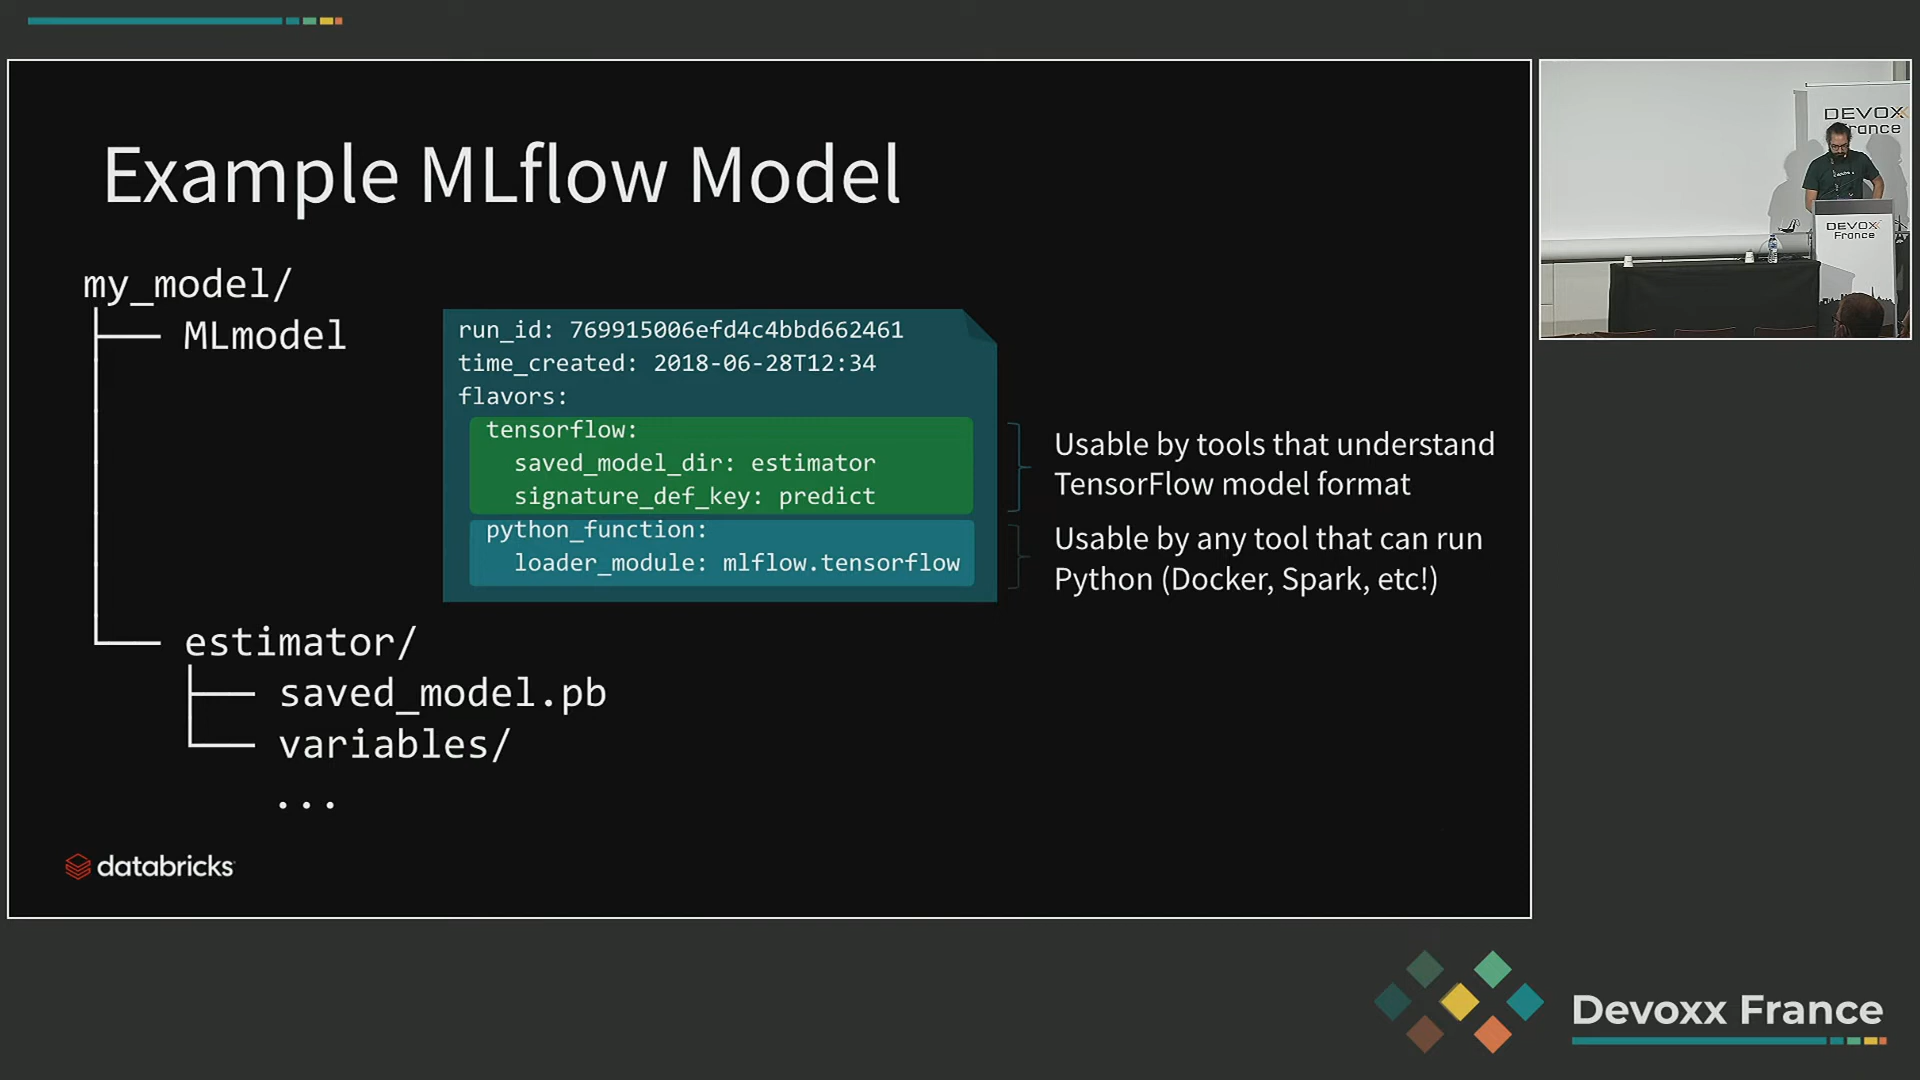 Example MLflow Model
my_model/
MLmodel
run_id: 769915006efd4c4bbd662461
time_created: 2018-06-28T12:34
flavors:
tensorflow:
saved_model_dir: estimator
signature_def_key: predict
python_function:
loader_module: mlflow.tensorflow
Usable by tools that understand
TensorFlow model format
Usable by any tool that can run
Python (Docker, Spark, etc!)
estimator/
saved_model.pb
variables/
...
databricks
DEVOXX
France
DEVOXX
France
Devoxx France